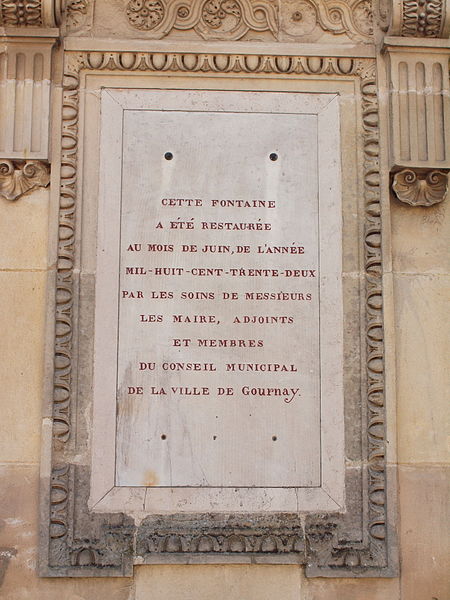 CETTE FONTAINE
A ÉTÉ RESTAURÉE
AU MOIS DE JUIN, DE L'ANNÉE
MIL-HUIT-CENT-TRENTE-DEUX
PAR LES SOINS DE MESSIEURS
LES MAIRE, ADJOINTS
ET MEMBRES
DU CONSEIL MUNICIPAL
DE LA VILLE DE GOURNAY.